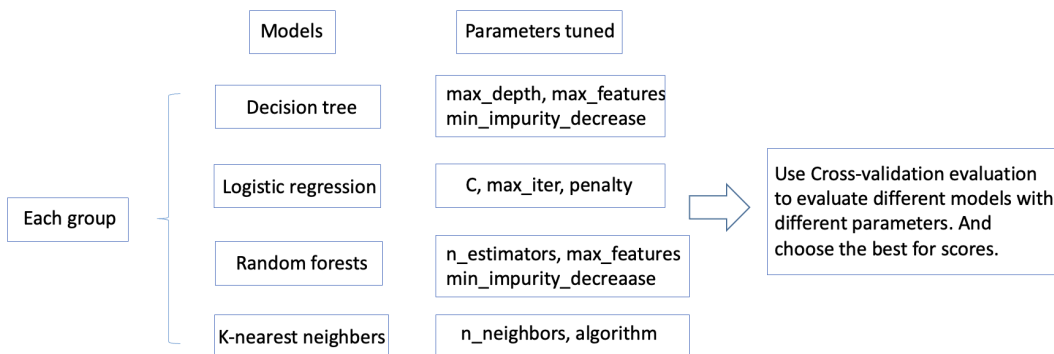 Models
Parameters tuned
Each group
Decision tree
max_depth, max_features
min_impurity_decrease
Logistic regression
C, max_iter, penalty
Random forests
n_estimators, max_features
min_impurity_decreaase
K-nearest neighbers
n_neighbors, algorithm
Use Cross-validation evaluation
to evaluate different models with
different parameters. And
choose the best for scores.